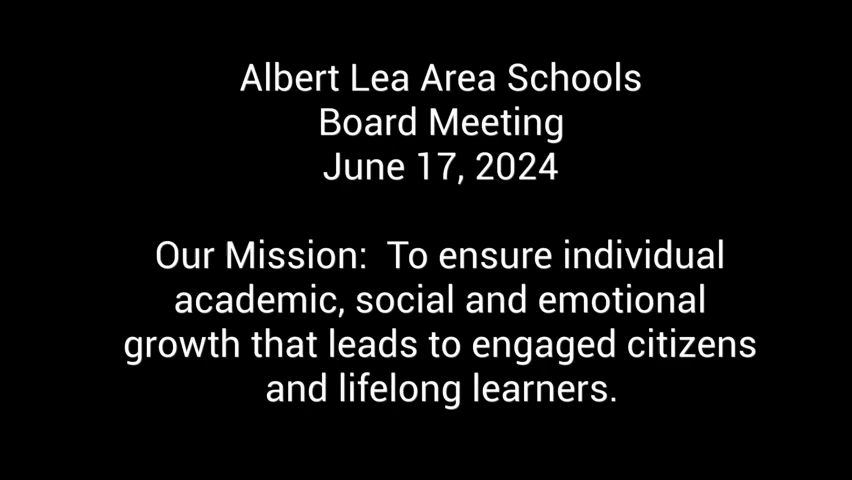 Albert Lea Area Schools
Board Meeting
June 17, 2024
Our Mission:  To ensure individual
academic, social and emotional
growth that leads to engaged citizens
and lifelong learners.